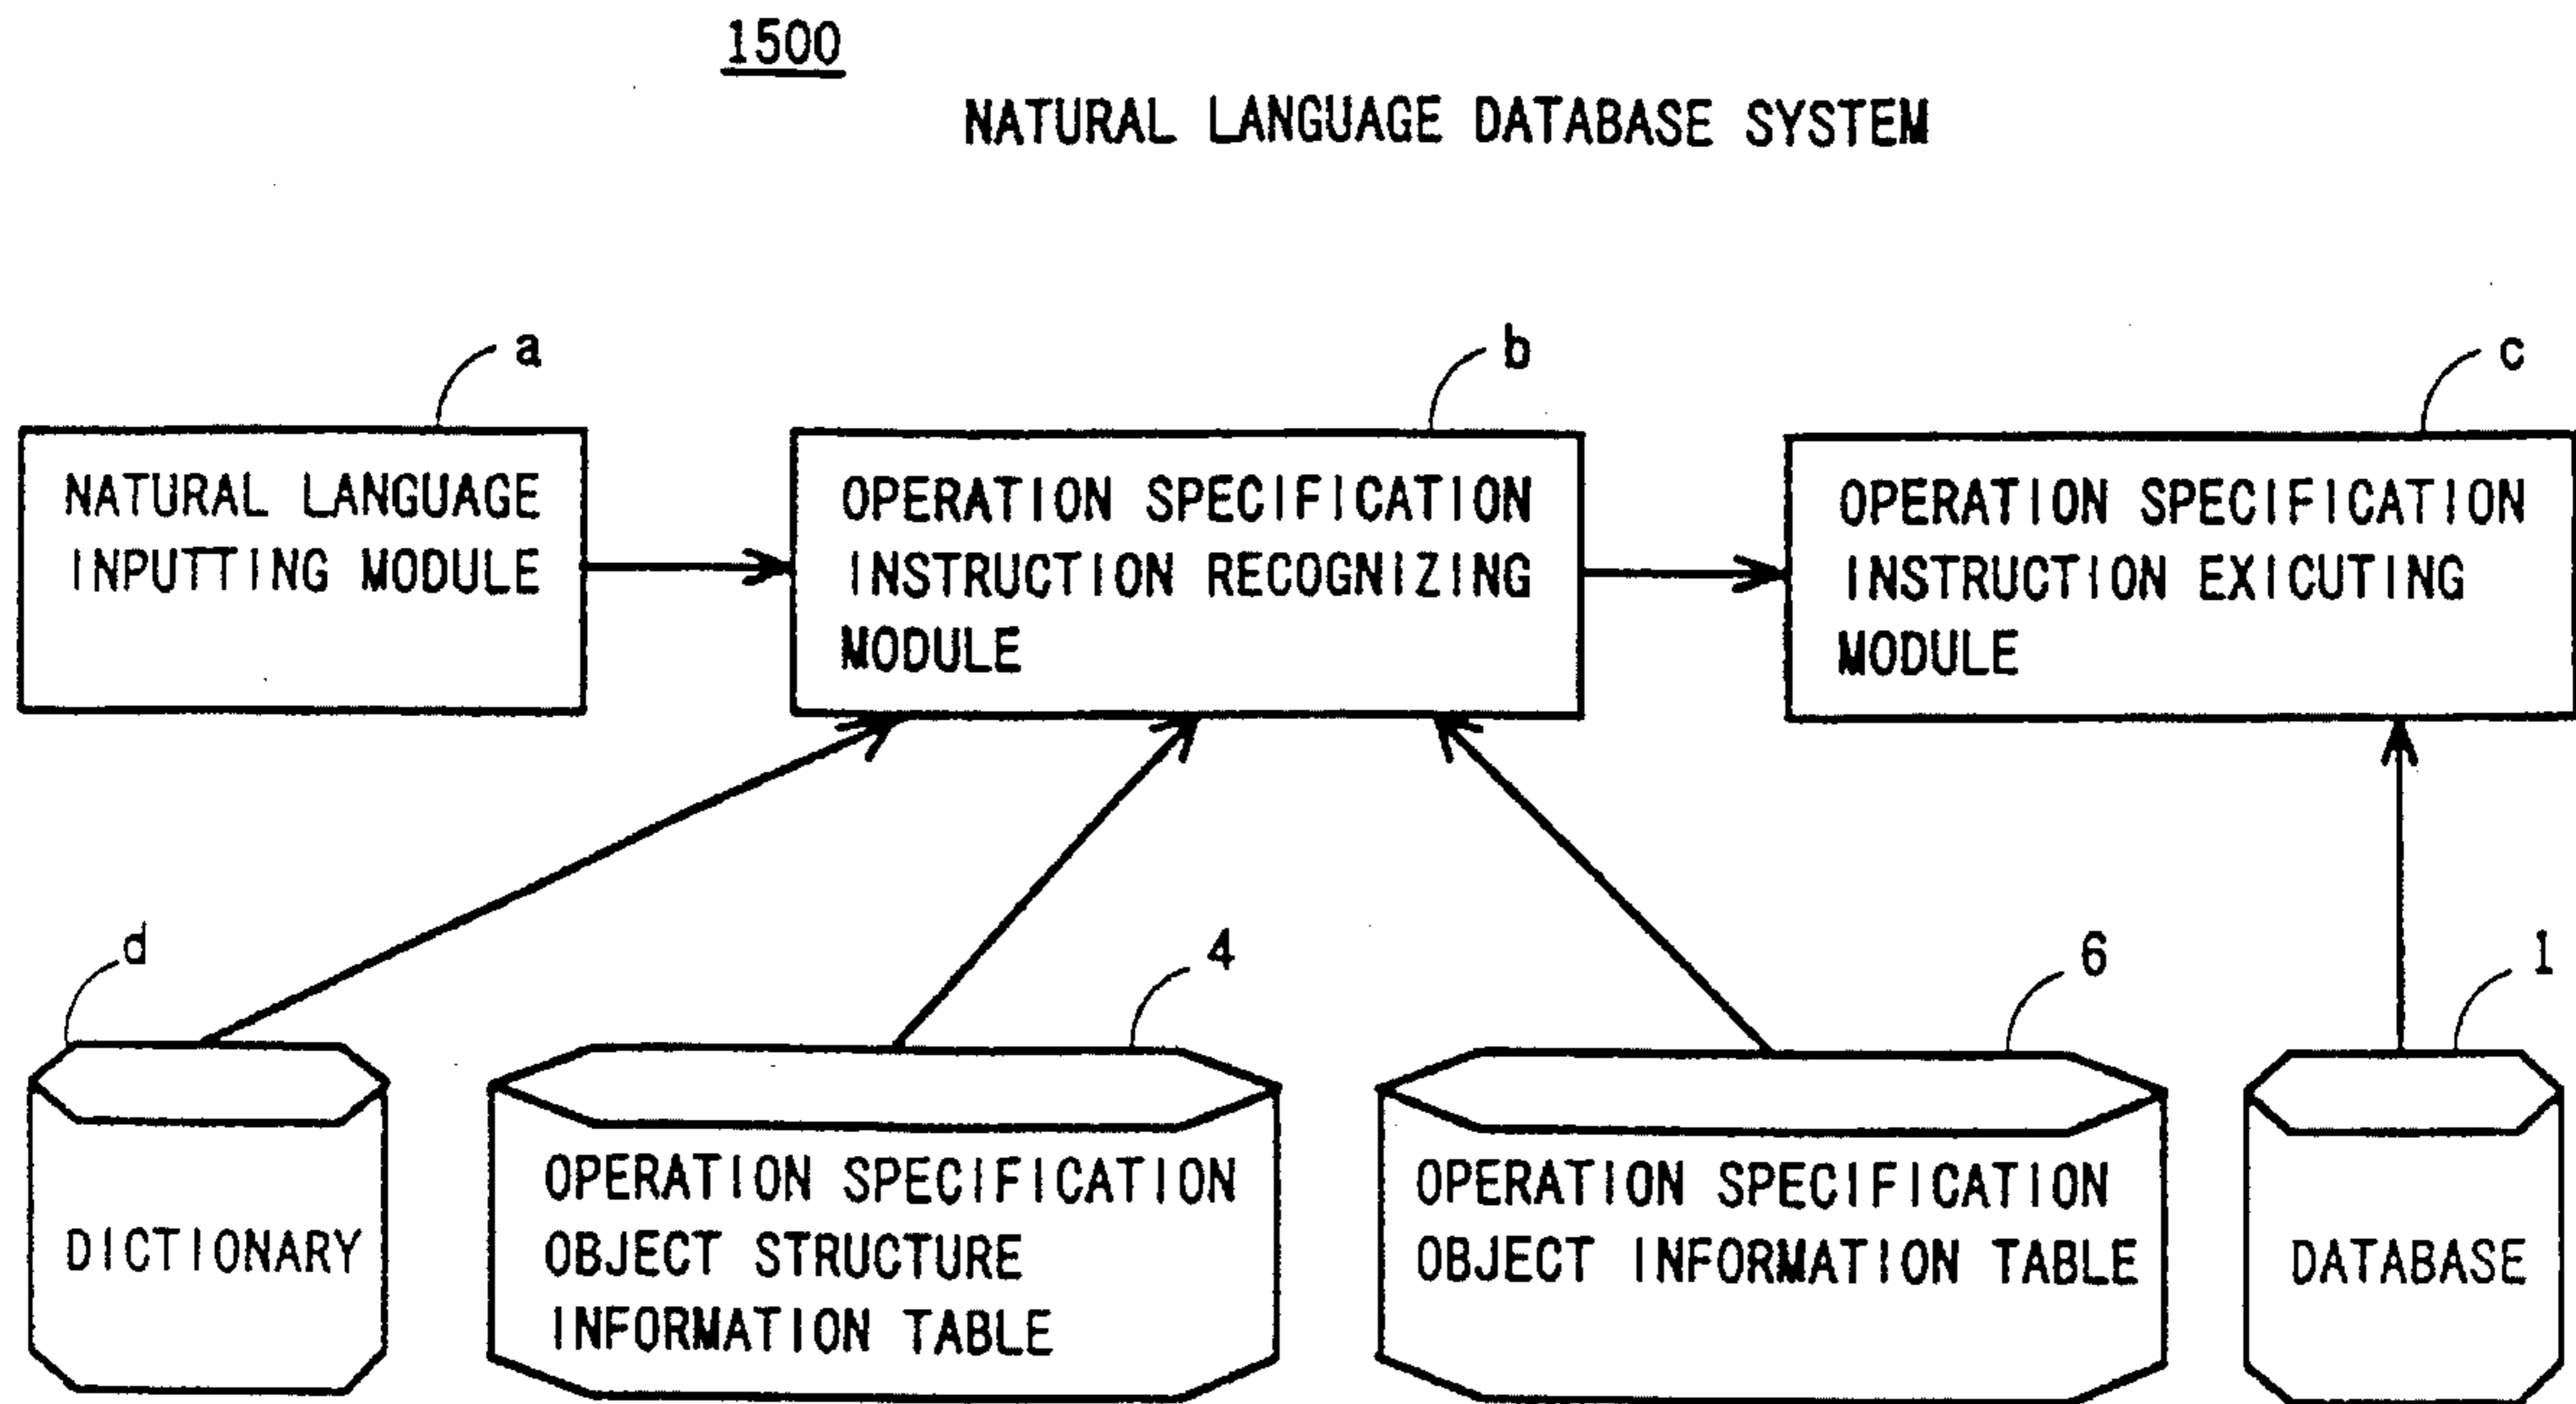 1500
NATURAL LANGUAGE DATABASE SYSTEM
a
NATURAL LANGUAGE
INPUTTING MODULE
b
OPERATION SPECIFICATION
INSTRUCTION RECOGNIZING
MODULE
c
OPERATION SPECIFICATION
INSTRUCTION EXICUTING
MODULE
d
DICTIONARY
4
OPERATION SPECIFICATION
OBJECT STRUCTURE
INFORMATION TABLE
6
OPERATION SPECIFICATION
OBJECT INFORMATION TABLE
1
DATABASE